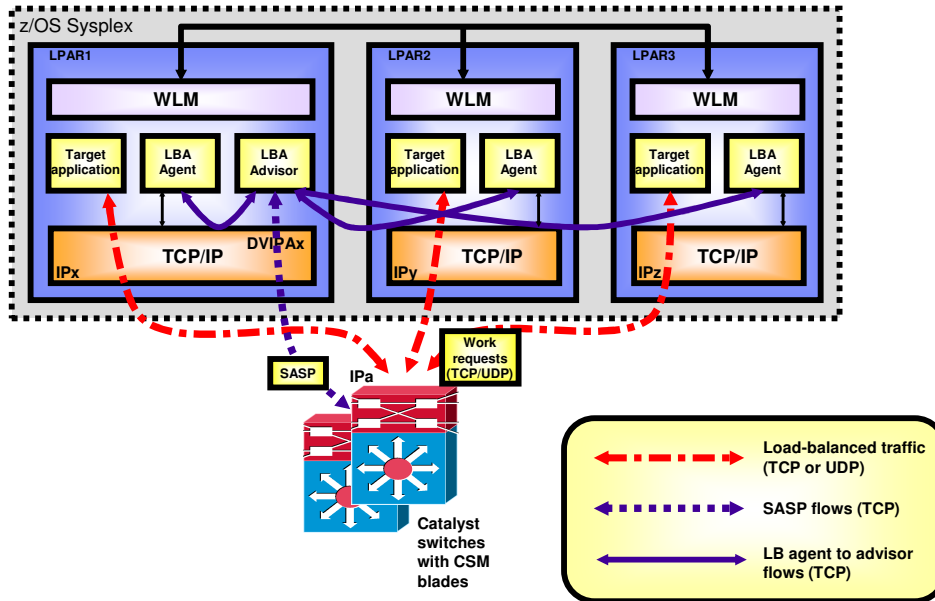 z/OS Sysplex
LPAR1
LPAR2
LPAR3
WLM
WLM
WLM
Target
application
LBA
Agent
LBA
Advisor
Target
application
LBA
Agent
Target
application
LBA
Agent
DVIPAx
TCP/IP
IPx
TCP/IP
IPy
TCP/IP
IPz
SASP
IPa
Work
requests
(TCP/UDP)
Catalyst
switches
with CSM
blades
Load-balanced traffic
(TCP or UDP)
SASP flows (TCP)
LB agent to advisor
flows (TCP)